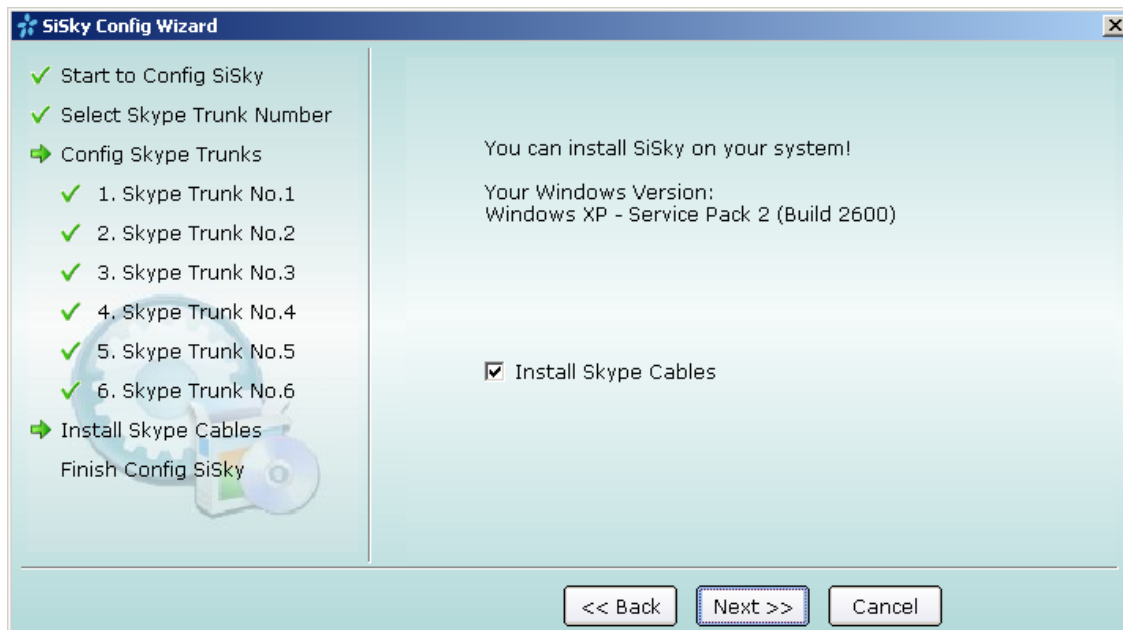 SiSky Config Wizard
Start to Config SiSky
Select Skype Trunk Number
Config Skype Trunks
1. Skype Trunk No.1
2. Skype Trunk No.2
3. Skype Trunk No.3
4. Skype Trunk No.4
5. Skype Trunk No.5
6. Skype Trunk No.6
Install Skype Cables
Finish Config SiSky
You can install SiSky on your system!
Your Windows Version:
Windows XP - Service Pack 2 (Build 2600)
Install Skype Cables
<< Back
Next >>
Cancel